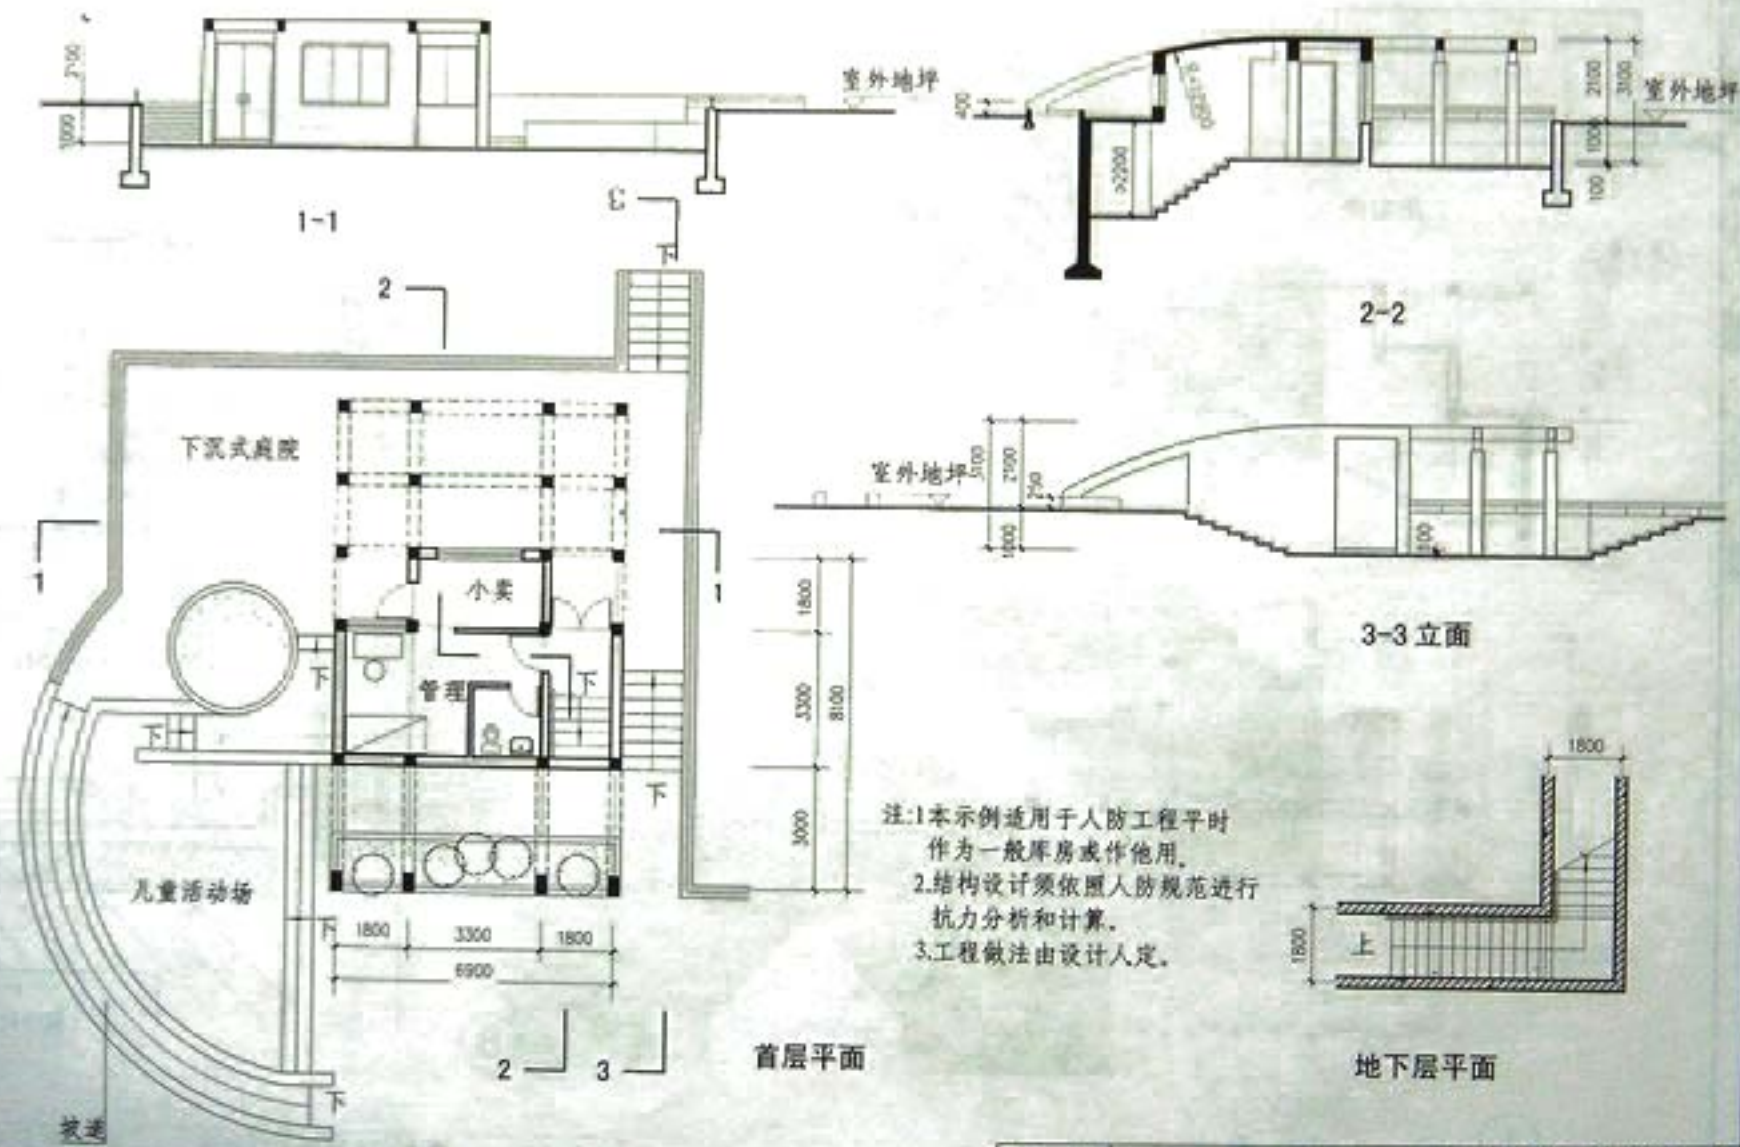 2100
1000
1-1
室外地坪
400
≥2200
R=12600
2100
3100
1000
100
室外地坪
2-2
3
下
2
下沉式庭院
1
1
小卖
下
管理
下
下
下
儿童活动场
下
1800
3300
1800
6900
1800
3300
8100
3000
2
3
下
坡道
首层平面
室外地坪
3100
2100
250
1000
100
3-3 立面
注:1本示例适用于人防工程平时
作为一般库房或作他用。
2.结构设计须依照人防规范进行
抗力分析和计算。
3.工程做法由设计人定。
1800
1800
上
地下层平面